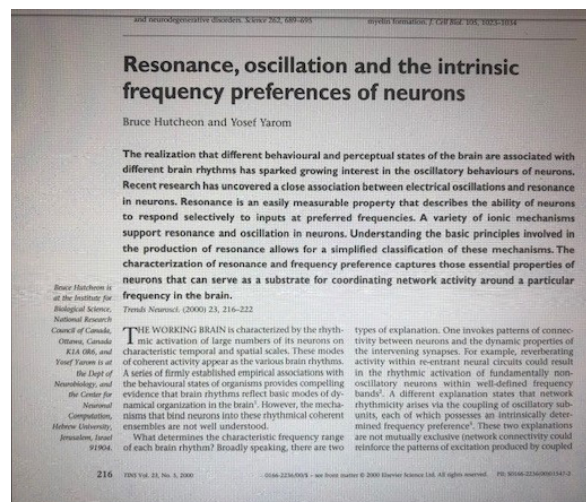 and neurodegenerative disorders. Science 262, 689–695
myelin formation. J. Cell Biol. 105, 1023–1034
Resonance, oscillation and the intrinsic
frequency preferences of neurons
Bruce Hutcheon and Yosef Yarom
The realization that different behavioural and perceptual states of the brain are associated with
different brain rhythms has sparked growing interest in the oscillatory behaviours of neurons.
Recent research has uncovered a close association between electrical oscillations and resonance
in neurons. Resonance is an easily measurable property that describes the ability of neurons
to respond selectively to inputs at preferred frequencies. A variety of ionic mechanisms
support resonance and oscillation in neurons. Understanding the basic principles involved in
the production of resonance allows for a simplified classification of these mechanisms. The
characterization of resonance and frequency preference captures those essential properties of
neurons that can serve as a substrate for coordinating network activity around a particular
frequency in the brain.
Trends Neurosci. (2000) 23, 216–222
Bruce Hutcheon is
at the Institute for
Biological Science,
National Research
Council of Canada,
Ottawa, Canada
K1A 0R6, and
Yosef Yarom is at
the Dept of
Neurobiology, and
the Center for
Neuronal
Computation,
Hebrew University,
Jerusalem, Israel
91904.
THE WORKING BRAIN is characterized by the rhyth-
mic activation of large numbers of its neurons on
characteristic temporal and spatial scales. These modes
of coherent activity appear as the various brain rhythms.
A series of firmly established empirical associations with
the behavioural states of organisms provides compelling
evidence that brain rhythms reflect basic modes of dy-
namical organization in the brain¹. However, the mecha-
nisms that bind neurons into these rhythmical coherent
ensembles are not well understood.
What determines the characteristic frequency range
of each brain rhythm? Broadly speaking, there are two
types of explanation. One invokes patterns of connec-
tivity between neurons and the dynamic properties of
the intervening synapses. For example, reverberating
activity within re-entrant neural circuits could result
in the rhythmic activation of fundamentally non-
oscillatory neurons within well-defined frequency
bands². A different explanation states that network
rhythmicity arises via the coupling of oscillatory sub-
units, each of which possesses an intrinsically deter-
mined frequency preference³. These two explanations
are not mutually exclusive (network connectivity could
reinforce the patterns of excitation produced by coupled
216
TINS Vol. 23, No. 5, 2000
0166-2236/00/$ – see front matter © 2000 Elsevier Science Ltd. All rights reserved.